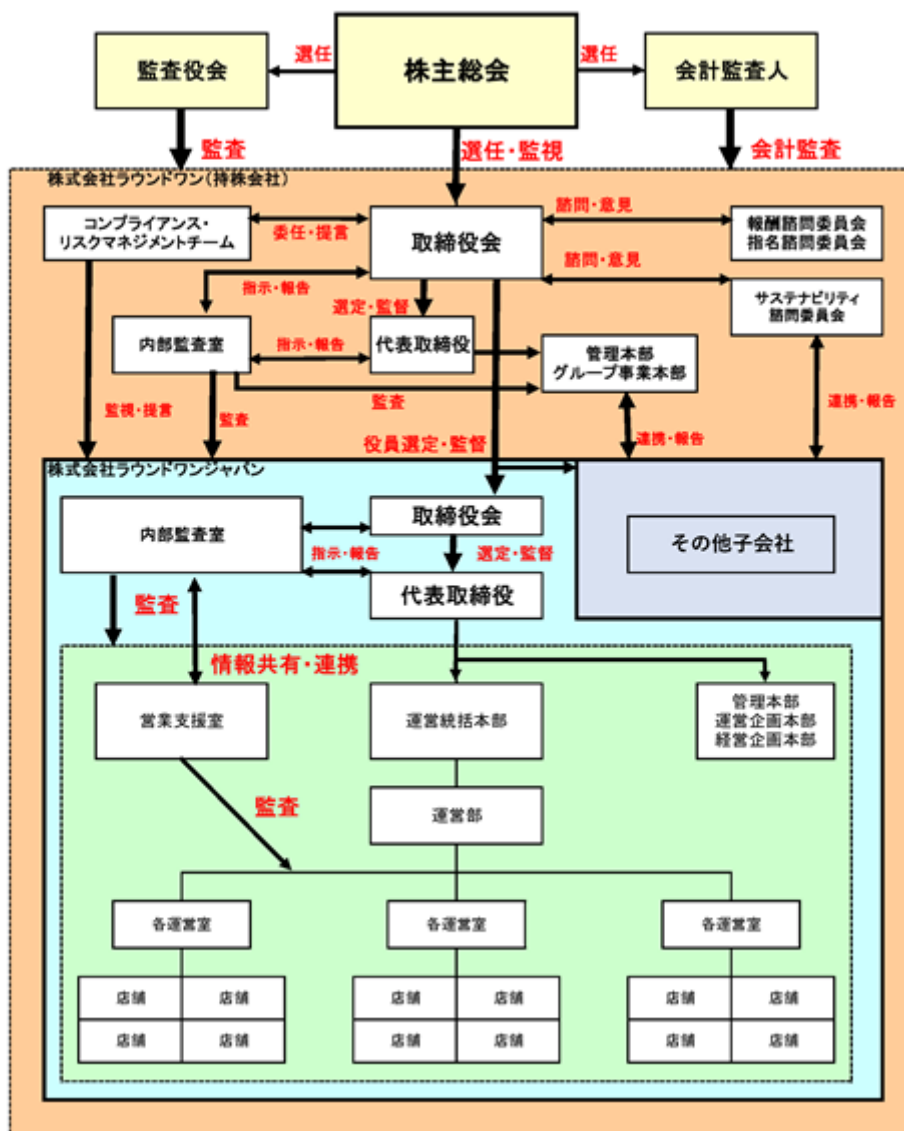 選任
株主総会
選任
監査役会
会計監査人
監査
選任・監視
会計監査
株式会社ラウンドワン(持株会社)
コンプライアンス・
リスクマネジメントチーム
委任・提言
取締役会
諮問・意見
報酬諮問委員会
指名諮問委員会
諮問・意見
指示・報告
選定・監督
サステナビリティ
諮問委員会
内部監査室
指示・報告
代表取締役
管理本部
グループ事業本部
監査
監視・提言
監査
連携・報告
役員選定・監督
連携・報告
株式会社ラウンドワンジャパン
内部監査室
取締役会
その他子会社
指示・報告
選定・監督
代表取締役
監査
情報共有・連携
営業支援室
運営統括本部
管理本部
運営企画本部
経営企画本部
監査
運営部
各運営室
各運営室
各運営室
店舗 店舗 店舗 店舗 店舗 店舗
店舗 店舗 店舗 店舗 店舗 店舗